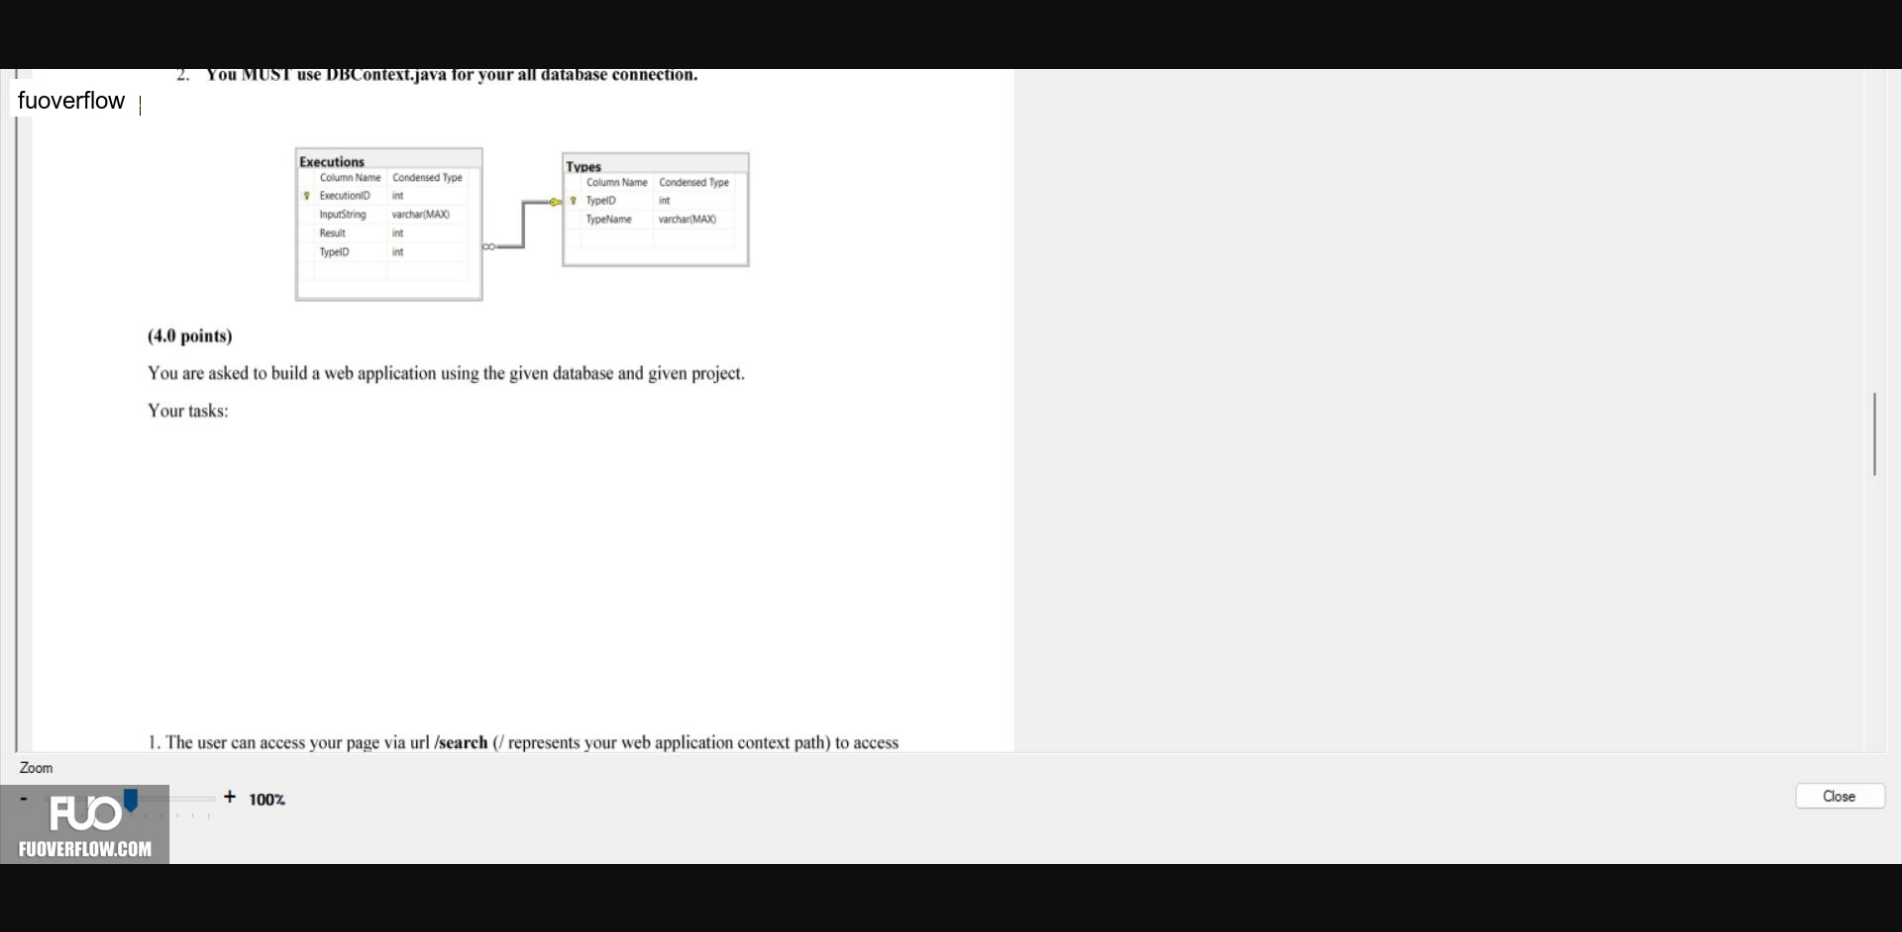 2. You MUST use DBContext.java for your all database connection.
fuoverflow
Executions
Column Name Condensed Type
ExecutionID int
InputString varchar(MAX)
Result int
TypeID int
Types
Column Name Condensed Type
TypeID int
TypeName varchar(MAX)
(4.0 points)
You are asked to build a web application using the given database and given project.
Your tasks:
1. The user can access your page via url /search (/ represents your web application context path) to access
Zoom
- + 100%
Close
FUO
FUOVERFLOW.COM